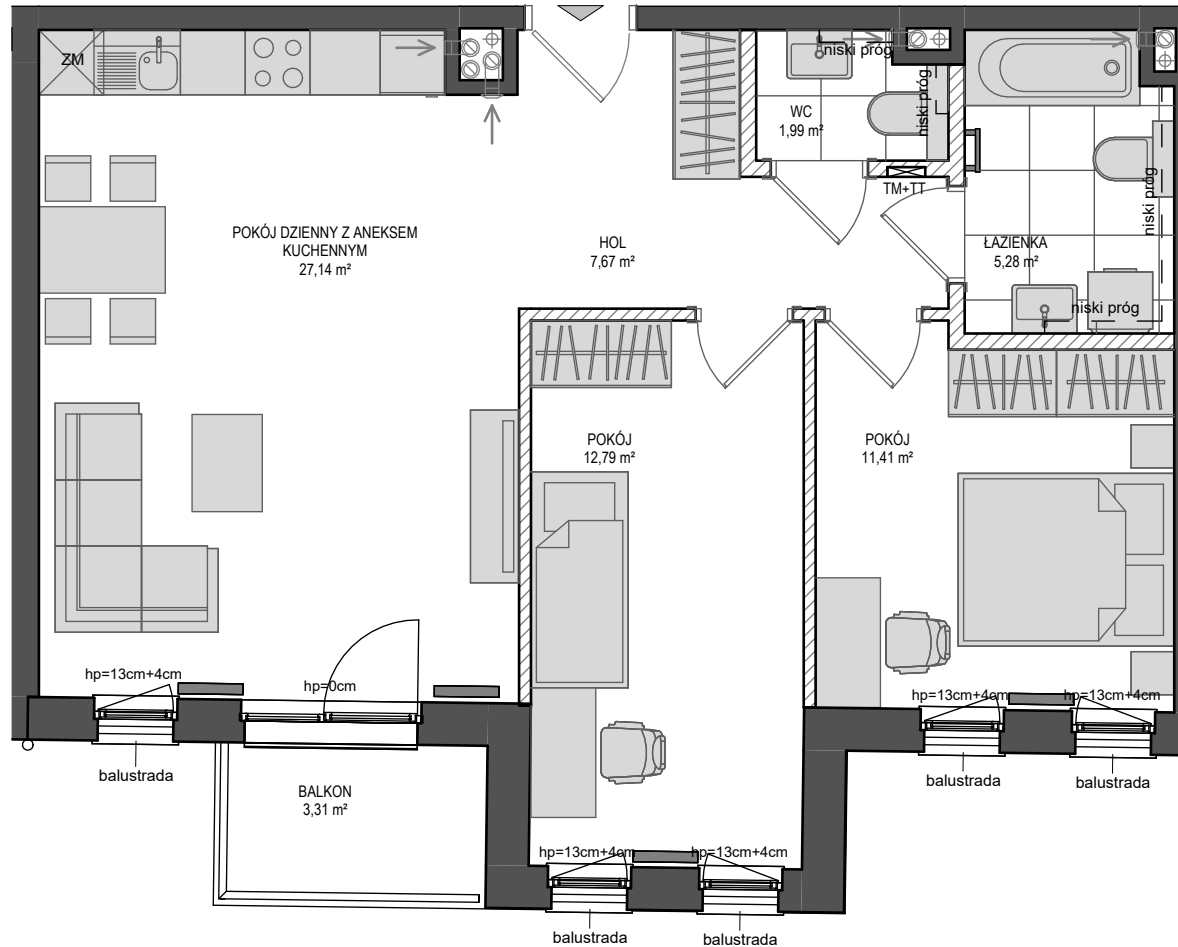 ZM
niski próg
niski próg
WC
1,99 m²
TM+TT
niski próg
POKÓJ DZIENNY Z ANEKSEM
KUCHENNYM
27,14 m²
HOL
7,67 m²
ŁAZIENKA
5,28 m²
niski próg
POKÓJ
12,79 m²
POKÓJ
11,41 m²
hp=13cm+4cm
hp=0cm
hp=13cm+4cm
hp=13cm+4cm
balustrada
balustrada
balustrada
BALKON
3,31 m²
hp=13cm+4cm
hp=13cm+4cm
balustrada
balustrada